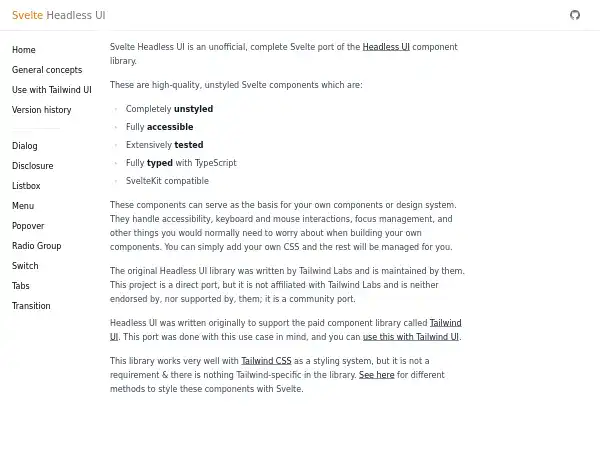 Svelte Headless UI
Home
General concepts
Use with Tailwind UI
Version history
Dialog
Disclosure
Listbox
Menu
Popover
Radio Group
Switch
Tabs
Transition
Svelte Headless UI is an unofficial, complete Svelte port of the Headless UI component
library.
These are high-quality, unstyled Svelte components which are:
Completely unstyled
Fully accessible
Extensively tested
Fully typed with TypeScript
SvelteKit compatible
These components can serve as the basis for your own components or design system.
They handle accessibility, keyboard and mouse interactions, focus management, and
other things you would normally need to worry about when building your own
components. You can simply add your own CSS and the rest will be managed for you.
The original Headless UI library was written by Tailwind Labs and is maintained by them.
This project is a direct port, but it is not affiliated with Tailwind Labs and is neither
endorsed by, nor supported by, them; it is a community port.
Headless UI was written originally to support the paid component library called Tailwind
UI. This port was done with this use case in mind, and you can use this with Tailwind UI.
This library works very well with Tailwind CSS as a styling system, but it is not a
requirement & there is nothing Tailwind-specific in the library. See here for different
methods to style these components with Svelte.